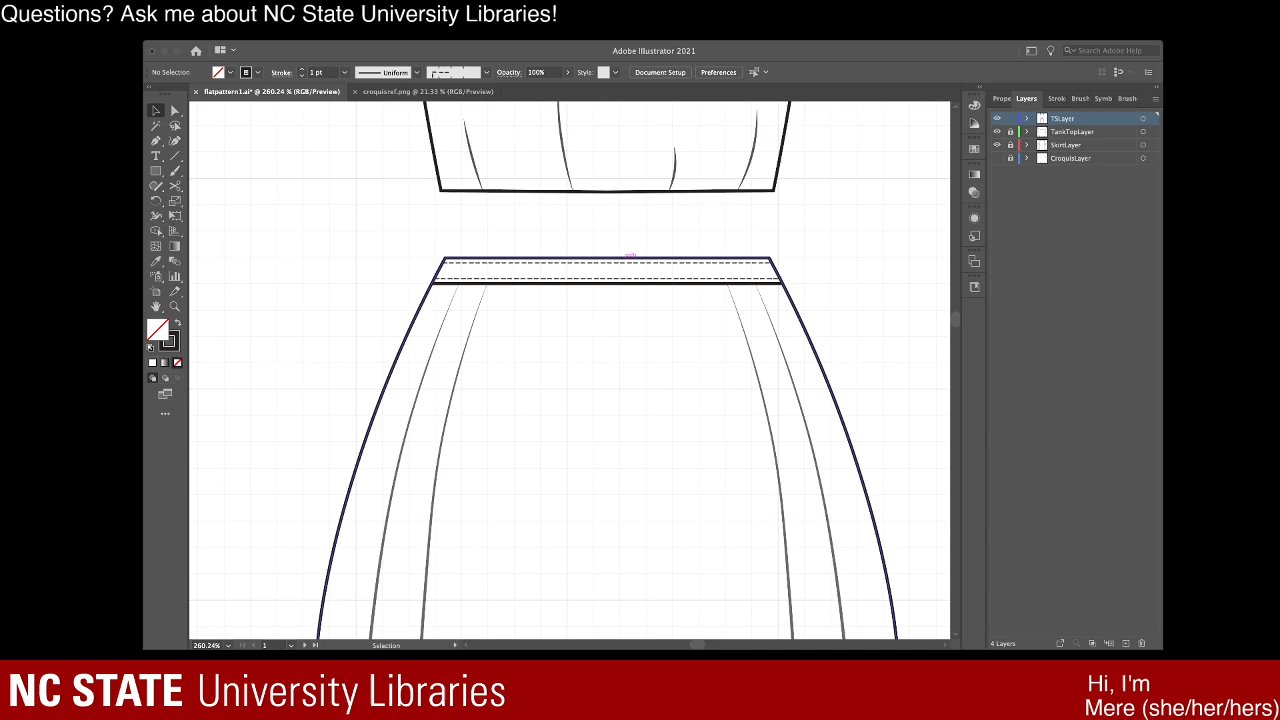 Questions? Ask me about NC State University Libraries!
Adobe Illustrator 2021
Search Adobe Help
No Selection
Stroke:
1 pt
Uniform
Opacity:
100%
Style:
Document Setup
Preferences
flatpattern1.ai* @ 260.24 % (RGB/Preview)
croquisref.png @ 21.33 % (RGB/Preview)
Prope
Layers
Strok
Brush
Symb
Brush
TSLayer
TankTopLayer
SkirtLayer
CroquisLayer
260.24%
1
Selection
4 Layers
NC STATE University Libraries
Hi, I'm
Mere (she/her/hers)